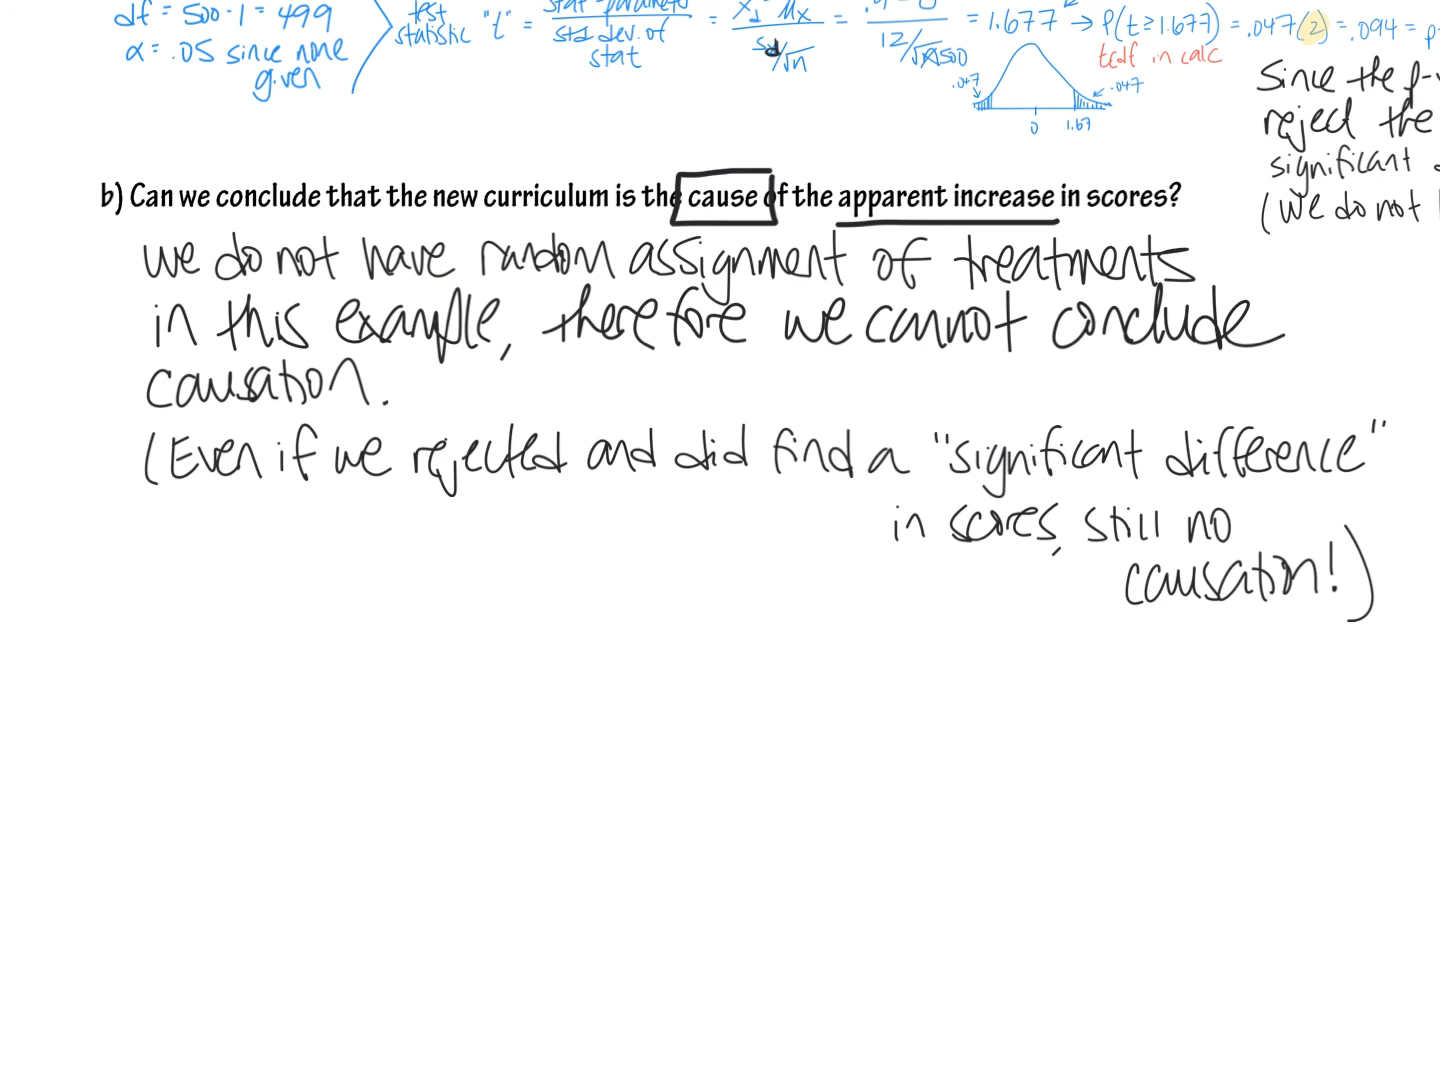 df = 500-1 = 499
α = .05 since none
given
test
statistic "t" = stat-parameter / std dev. of stat = / sd/√n = / 12/√500 = 1.677 → P(t≥1.677) = .047(2) = .094 = p
tcdf in calc
.047
.047
0 1.67
Since the p-
reject the
significant
(We do not
b) Can we conclude that the new curriculum is the cause of the apparent increase in scores?
We do not have random assignment of treatments
in this example, therefore we cannot conclude
causation.
(Even if we rejected and did find a "significant difference"
in scores, still no
causation!)